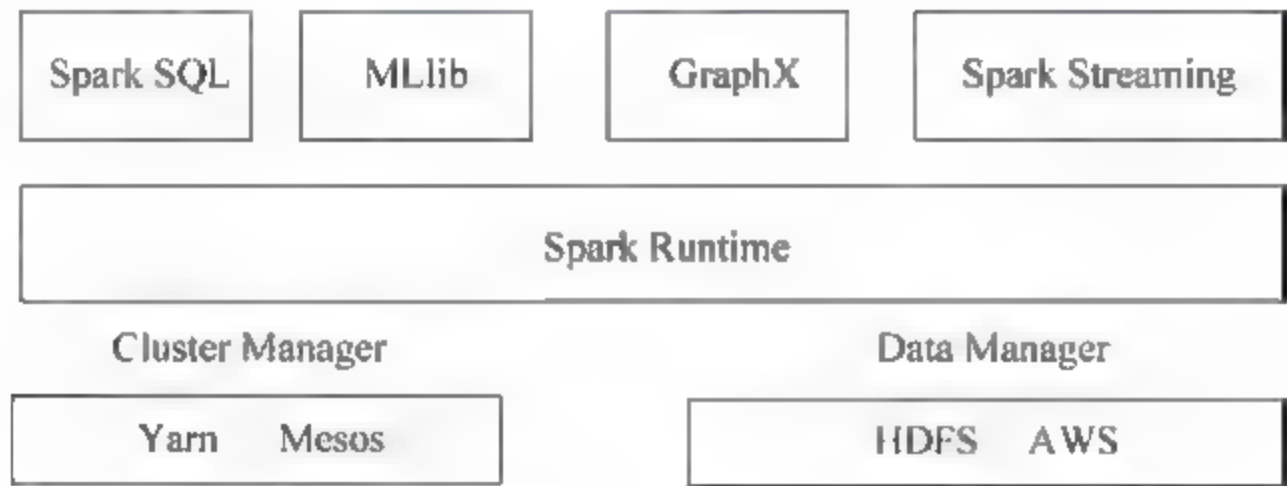 Spark SQL MLlib GraphX Spark Streaming
Spark Runtime
Cluster Manager Data Manager
Yarn Mesos HDFS AWS